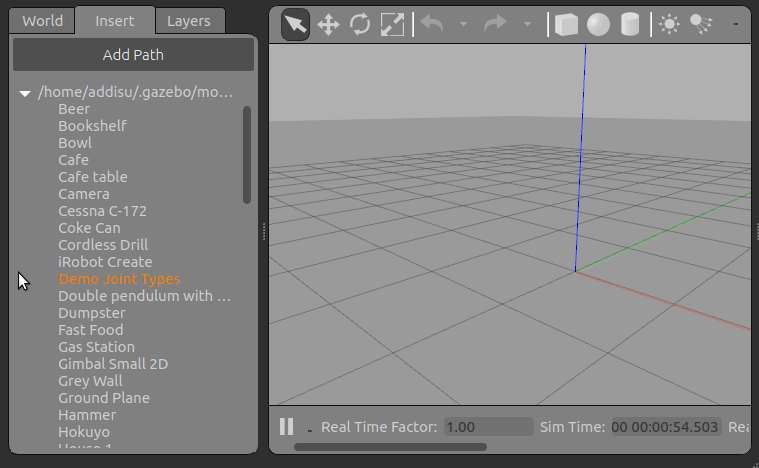 World Insert Layers
Add Path
/home/addisu/.gazebo/mo...
Beer
Bookshelf
Bowl
Cafe
Cafe table
Camera
Cessna C-172
Coke Can
Cordless Drill
iRobot Create
Demo Joint Types
Double pendulum with ...
Dumpster
Fast Food
Gas Station
Gimbal Small 2D
Grey Wall
Ground Plane
Hammer
Hokuyo
House 1
Real Time Factor: 1.00 Sim Time: 00 00:00:54.503 Rea